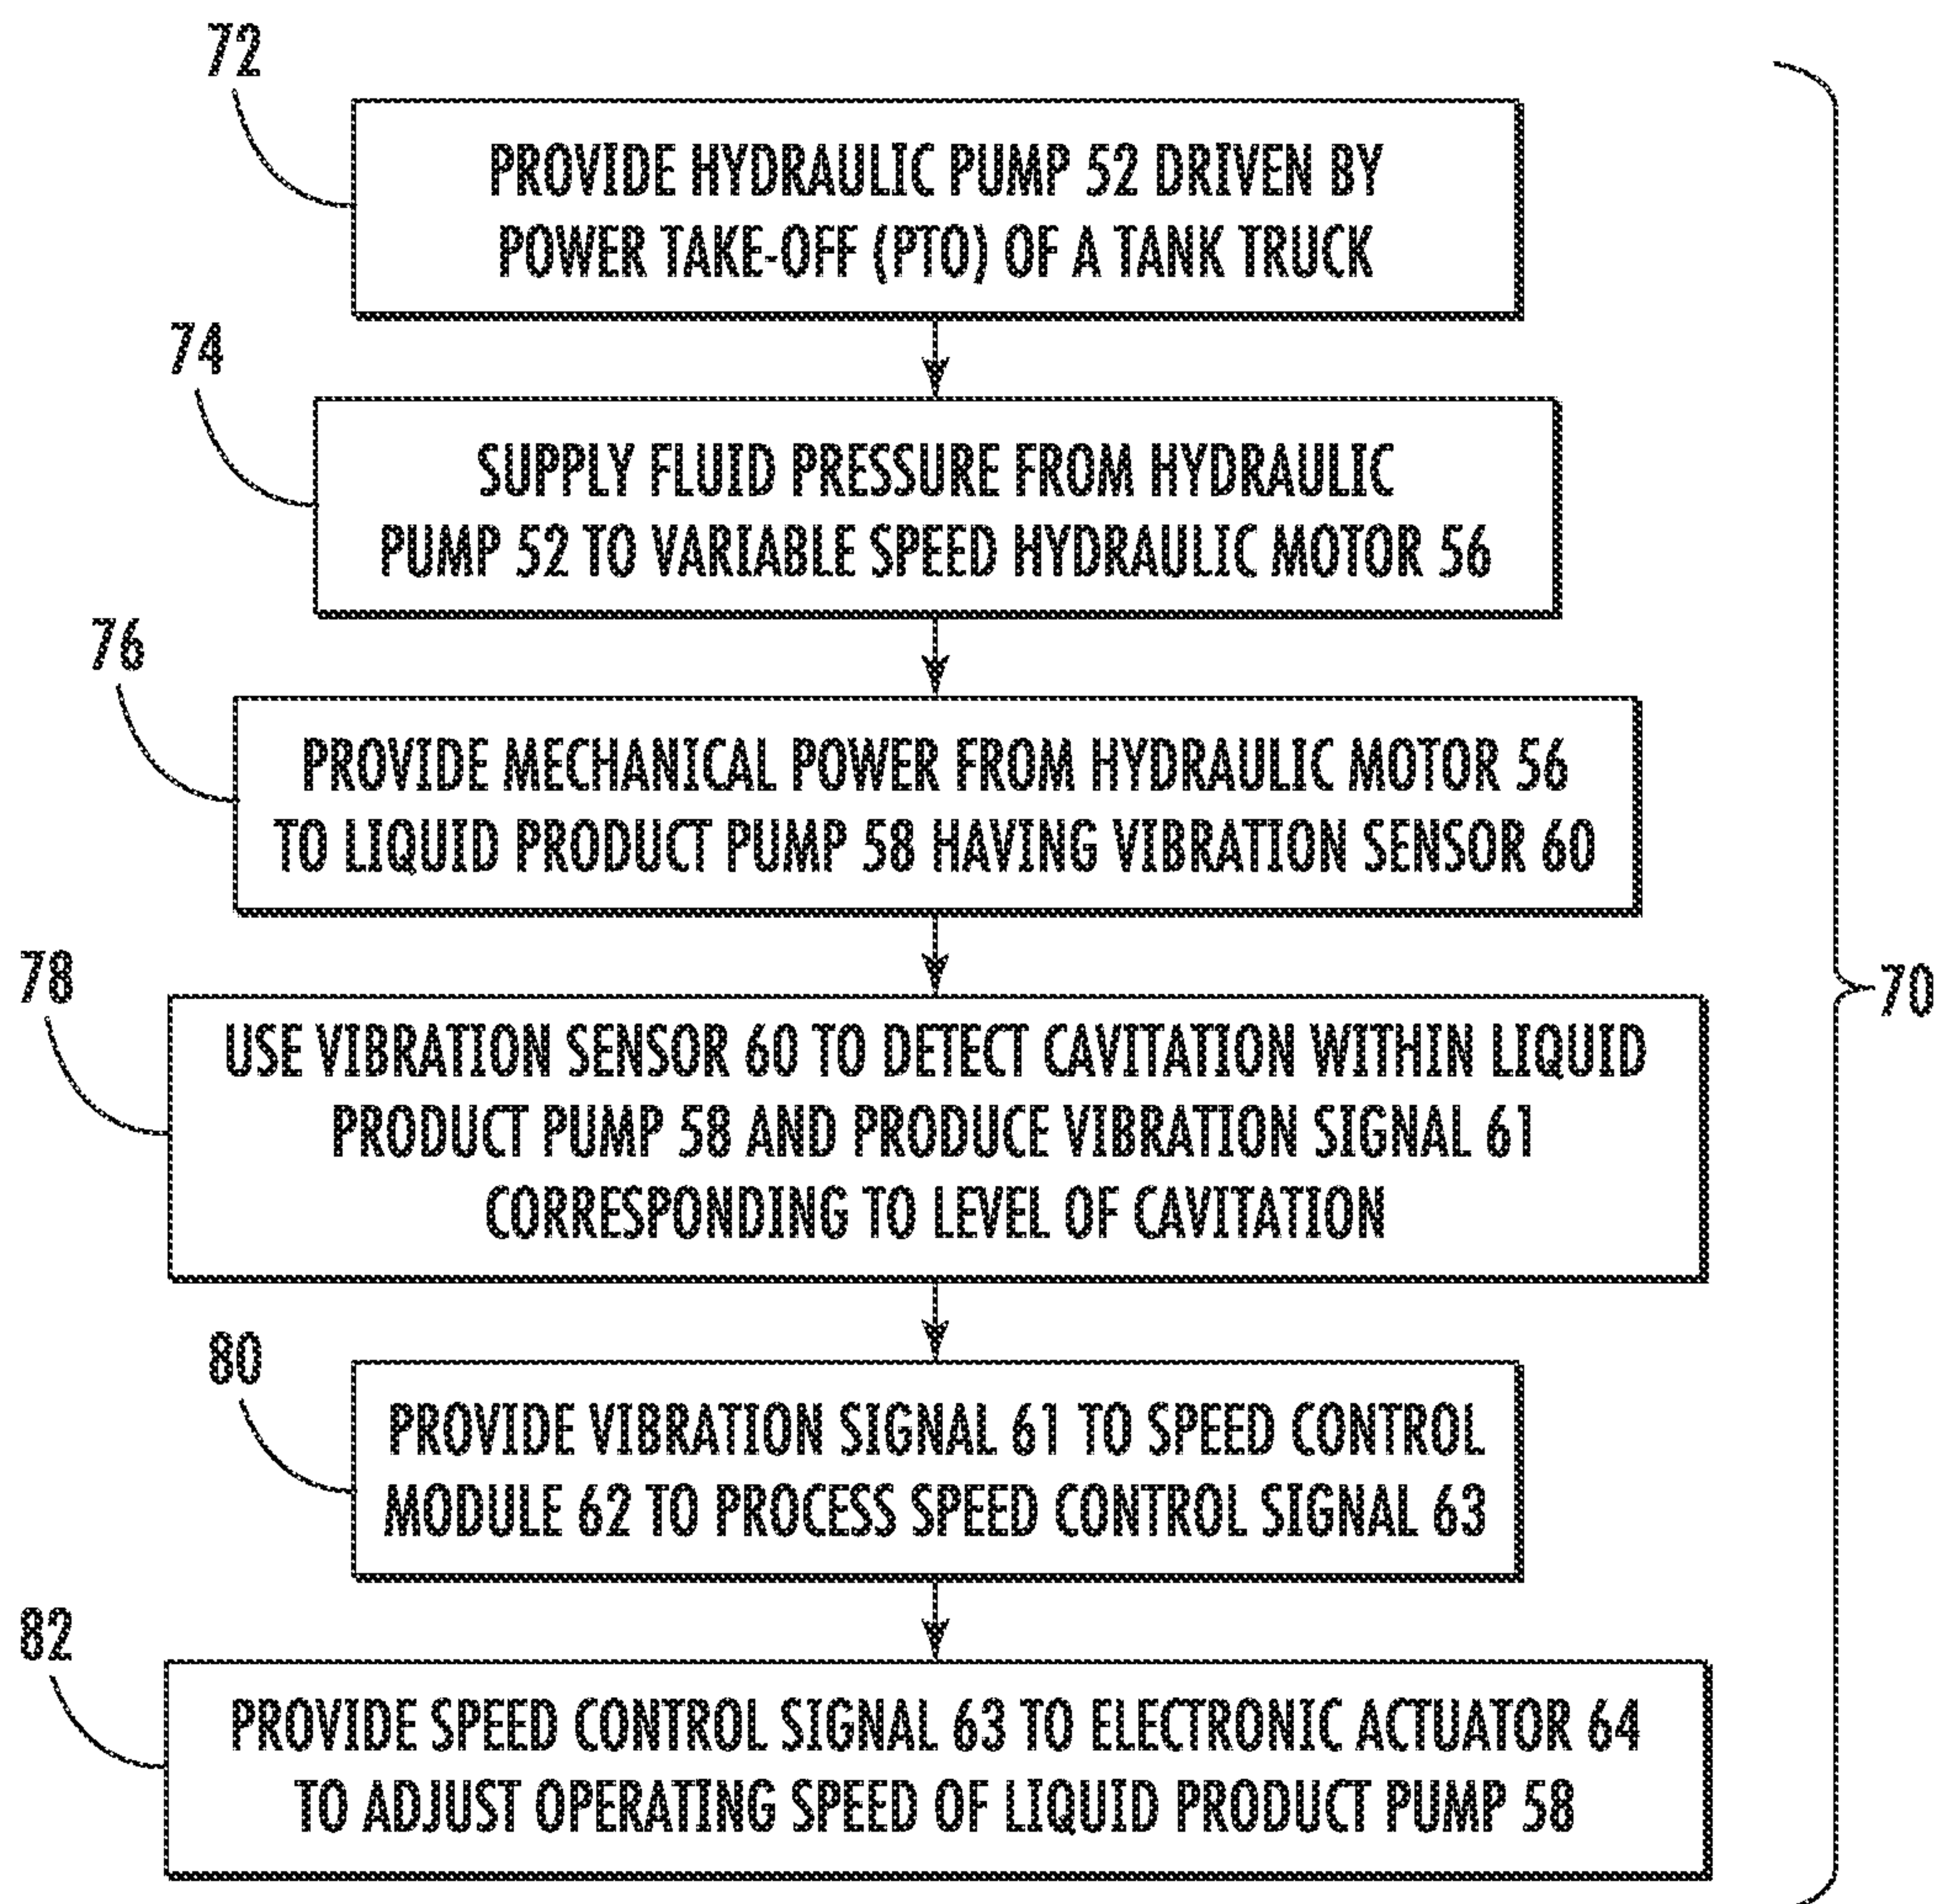 72
PROVIDE HYDRAULIC PUMP 52 DRIVEN BY
POWER TAKE-OFF (PTO) OF A TANK TRUCK
74
SUPPLY FLUID PRESSURE FROM HYDRAULIC
PUMP 52 TO VARIABLE SPEED HYDRAULIC MOTOR 56
76
PROVIDE MECHANICAL POWER FROM HYDRAULIC MOTOR 56
TO LIQUID PRODUCT PUMP 58 HAVING VIBRATION SENSOR 60
78
USE VIBRATION SENSOR 60 TO DETECT CAVITATION WITHIN LIQUID
PRODUCT PUMP 58 AND PRODUCE VIBRATION SIGNAL 61
CORRESPONDING TO LEVEL OF CAVITATION
70
80
PROVIDE VIBRATION SIGNAL 61 TO SPEED CONTROL
MODULE 62 TO PROCESS SPEED CONTROL SIGNAL 63
82
PROVIDE SPEED CONTROL SIGNAL 63 TO ELECTRONIC ACTUATOR 64
TO ADJUST OPERATING SPEED OF LIQUID PRODUCT PUMP 58